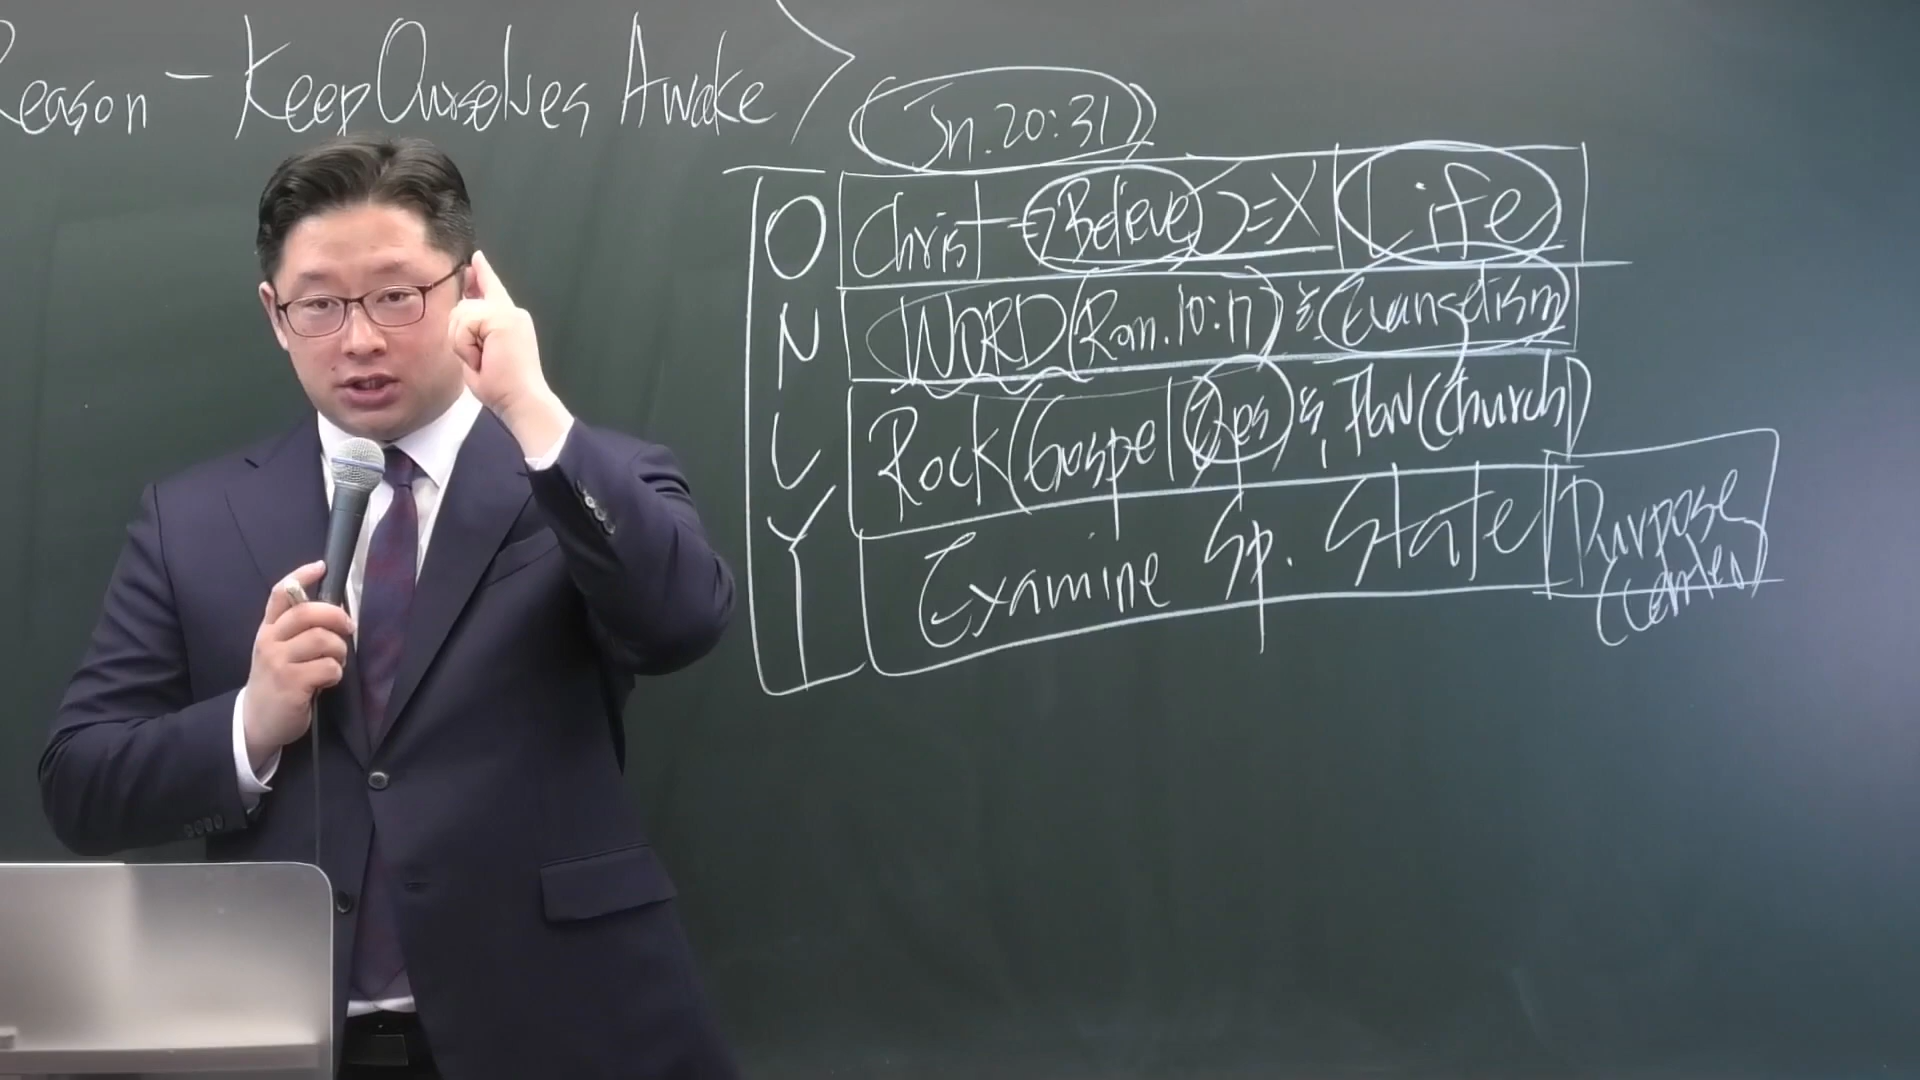 Reason - Keep Ourselves Awake >
(Jn. 20:31)
ONLY
Christ → Believe => X | Life
WORD (Rom. 10:17) & Evangelism
Rock (Gospel) & Flow (Church)
Examine Sp. State
Purpose
(Center)